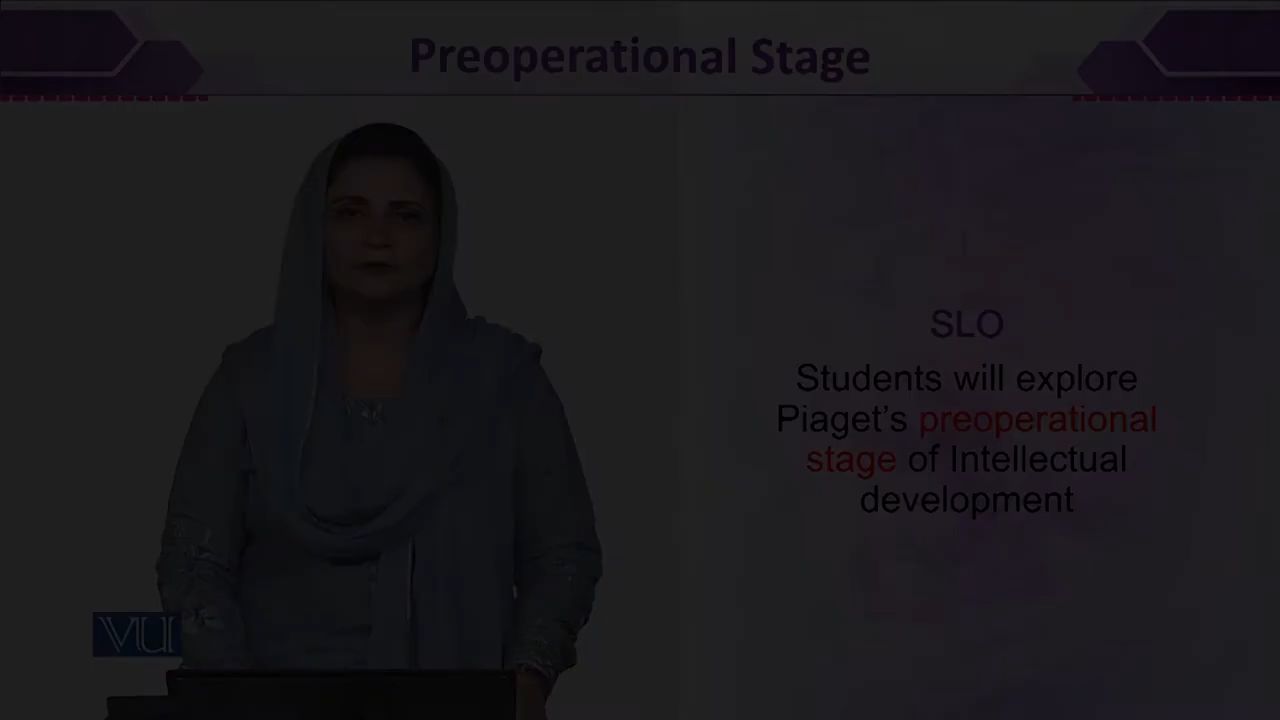 Preoperational Stage
SLO
Students will explore
Piaget's preoperational
stage of Intellectual
development
VU